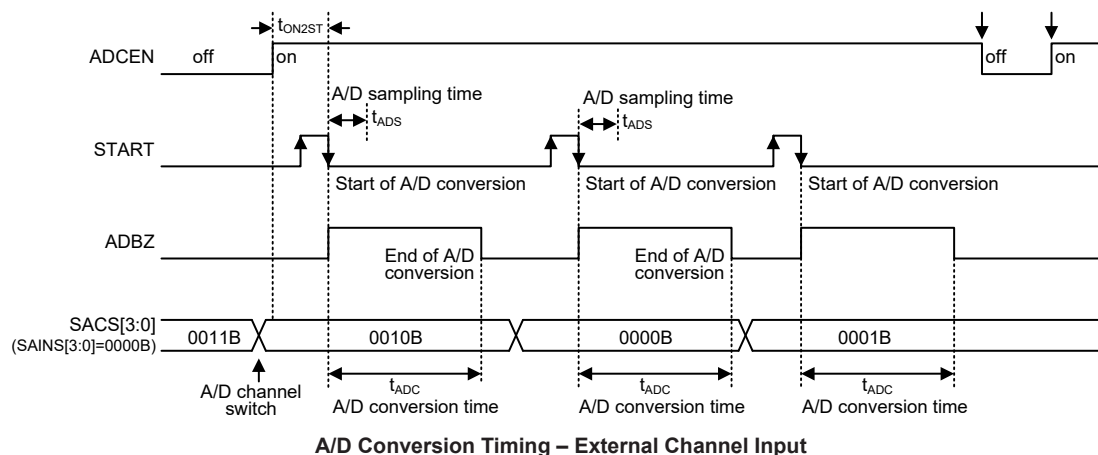 tON2ST
ADCEN
off
on
off
on
A/D sampling time
tADS
A/D sampling time
tADS
START
Start of A/D conversion
Start of A/D conversion
Start of A/D conversion
ADBZ
End of A/D
conversion
End of A/D
conversion
SACS[3:0]
(SAINS[3:0]=0000B)
0011B
0010B
0000B
0001B
A/D channel
switch
tADC
A/D conversion time
tADC
A/D conversion time
tADC
A/D conversion time
A/D Conversion Timing – External Channel Input